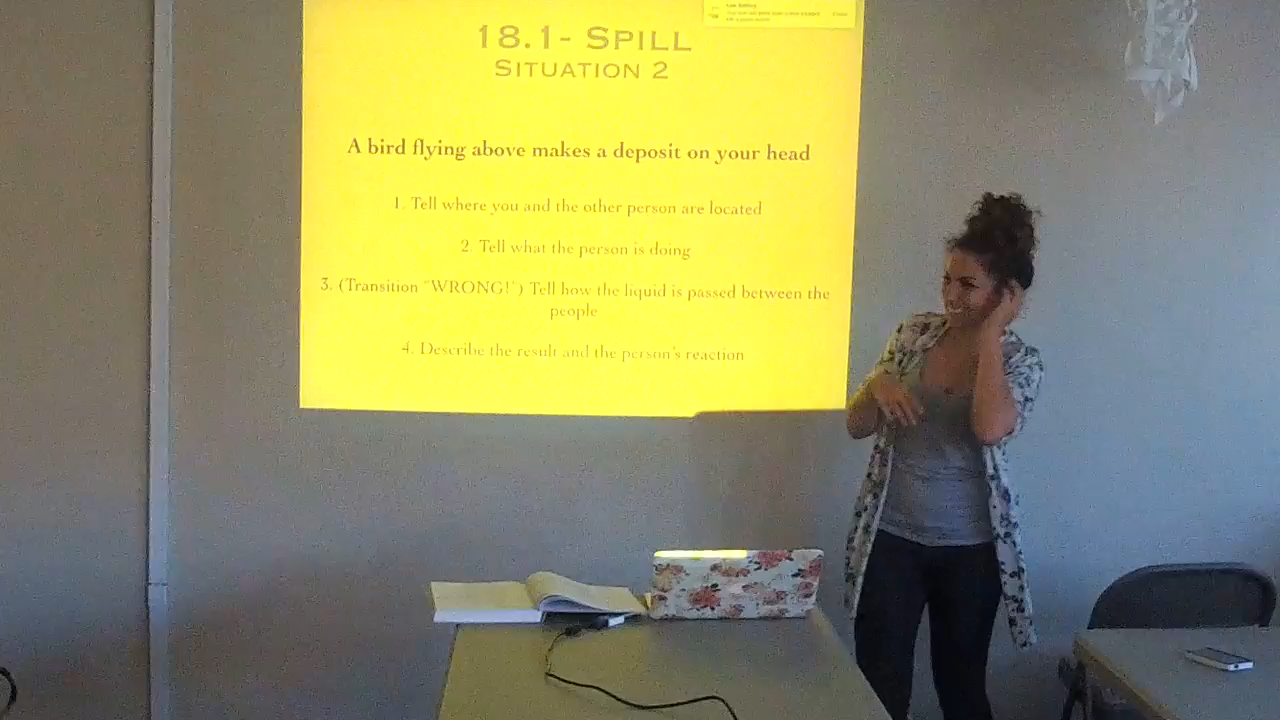 Low Battery
18.1- SPILL
SITUATION 2
A bird flying above makes a deposit on your head
1. Tell where you and the other person are located
2. Tell what the person is doing
3. (Transition "WRONG!") Tell how the liquid is passed between the
people
4. Describe the result and the person's reaction